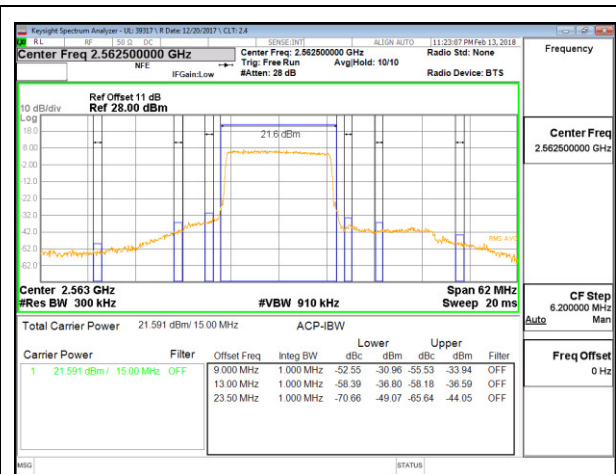 Keysight Spectrum Analyzer - UL: 39317 \ R Date: 12/20/2017 \ CLT: 2.4
RL RF 50 Ω DC SENSE:INT ALIGN AUTO 11:23:07 PM Feb 13, 2018
Center Freq 2.562500000 GHz Center Freq: 2.562500000 GHz Radio Std: None Frequency
NFE Trig: Free Run Avg|Hold: 10/10
IFGain:Low #Atten: 28 dB Radio Device: BTS
Ref Offset 11 dB
10 dB/div Ref 28.00 dBm
Log
18.0
21.6 dBm
8.00
-2.00
-12.0
-22.0
-32.0
-42.0
RMS AVG
-52.0
-62.0
Center Freq
2.562500000 GHz
Center 2.563 GHz Span 62 MHz
#Res BW 300 kHz #VBW 910 kHz Sweep 20 ms
CF Step
6.200000 MHz
Auto Man
Total Carrier Power 21.591 dBm/ 15.00 MHz ACP-IBW
Lower Upper
Carrier Power Filter Offset Freq Integ BW dBc dBm dBc dBm Filter
1 21.591 dBm / 15.00 MHz OFF 9.000 MHz 1.000 MHz -52.55 -30.96 -55.53 -33.94 OFF
13.00 MHz 1.000 MHz -58.39 -36.80 -58.18 -36.59 OFF
23.50 MHz 1.000 MHz -70.66 -49.07 -65.64 -44.05 OFF
Freq Offset
0 Hz
MSG STATUS